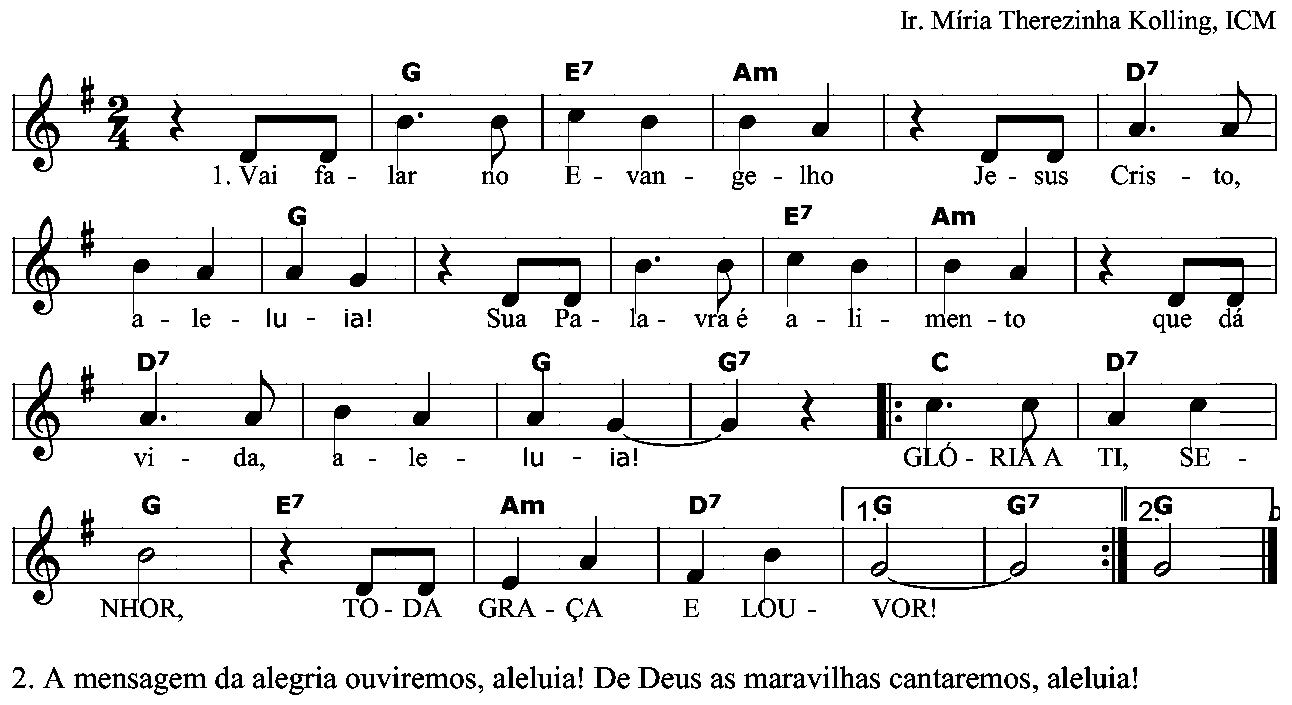 Ir. Míria Therezinha Kolling, ICM
G E7 Am D7
2/4
1. Vai fa- lar no E- van- ge- lho Je- sus Cris- to,
G E7 Am
a- le- lu- ia! Sua Pa- la- vra é a- li- men- to que dá
D7 G G7 C D7
vi- da, a- le- lu- ia! GLÓ- RIA A TI, SE-
G E7 Am D7 1. G G7 2. G
NHOR, TO- DA GRA- ÇA E LOU- VOR!
2. A mensagem da alegria ouviremos, aleluia! De Deus as maravilhas cantaremos, aleluia!